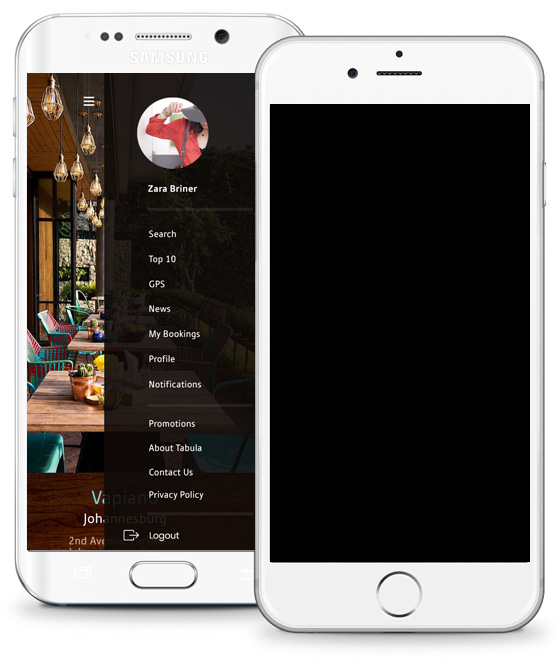 SAMSUNG
Zara Briner
Search
Top 10
GPS
News
My Bookings
Profile
Notifications
Promotions
About Tabula
Contact Us
Privacy Policy
Vapiano
Johannesburg
2nd Ave
Logout